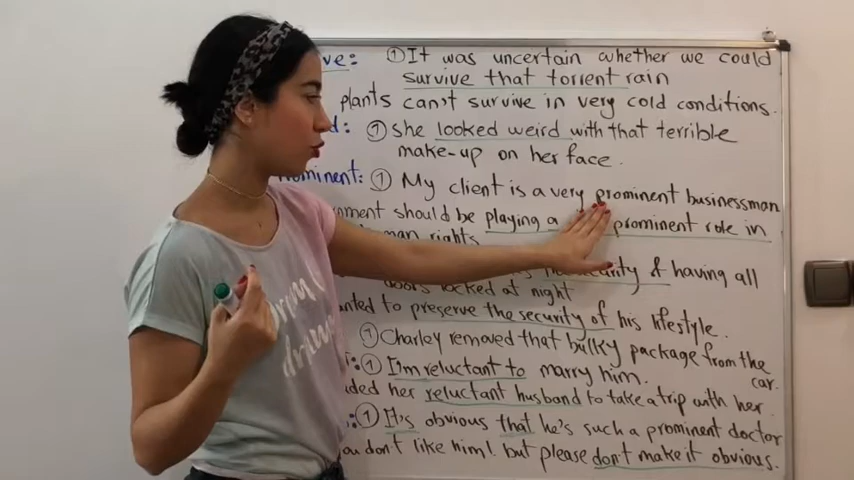 ve: ① It was uncertain whether we could
survive that torrent rain
plants can't survive in very cold conditions.
d: ① she looked weird with that terrible
make-up on her face.
ominent: ① My client is a very prominent businessman
nment should be playing a prominent role in
man rights
& having all
doors locked at night
nted to preserve the security of his lifestyle.
① Charley removed that bulky package from the
car.
① I'm reluctant to marry him.
ded her reluctant husband to take a trip with her.
① It's obvious that he's such a prominent doctor
ou don't like him! but please don't make it obvious.
dream